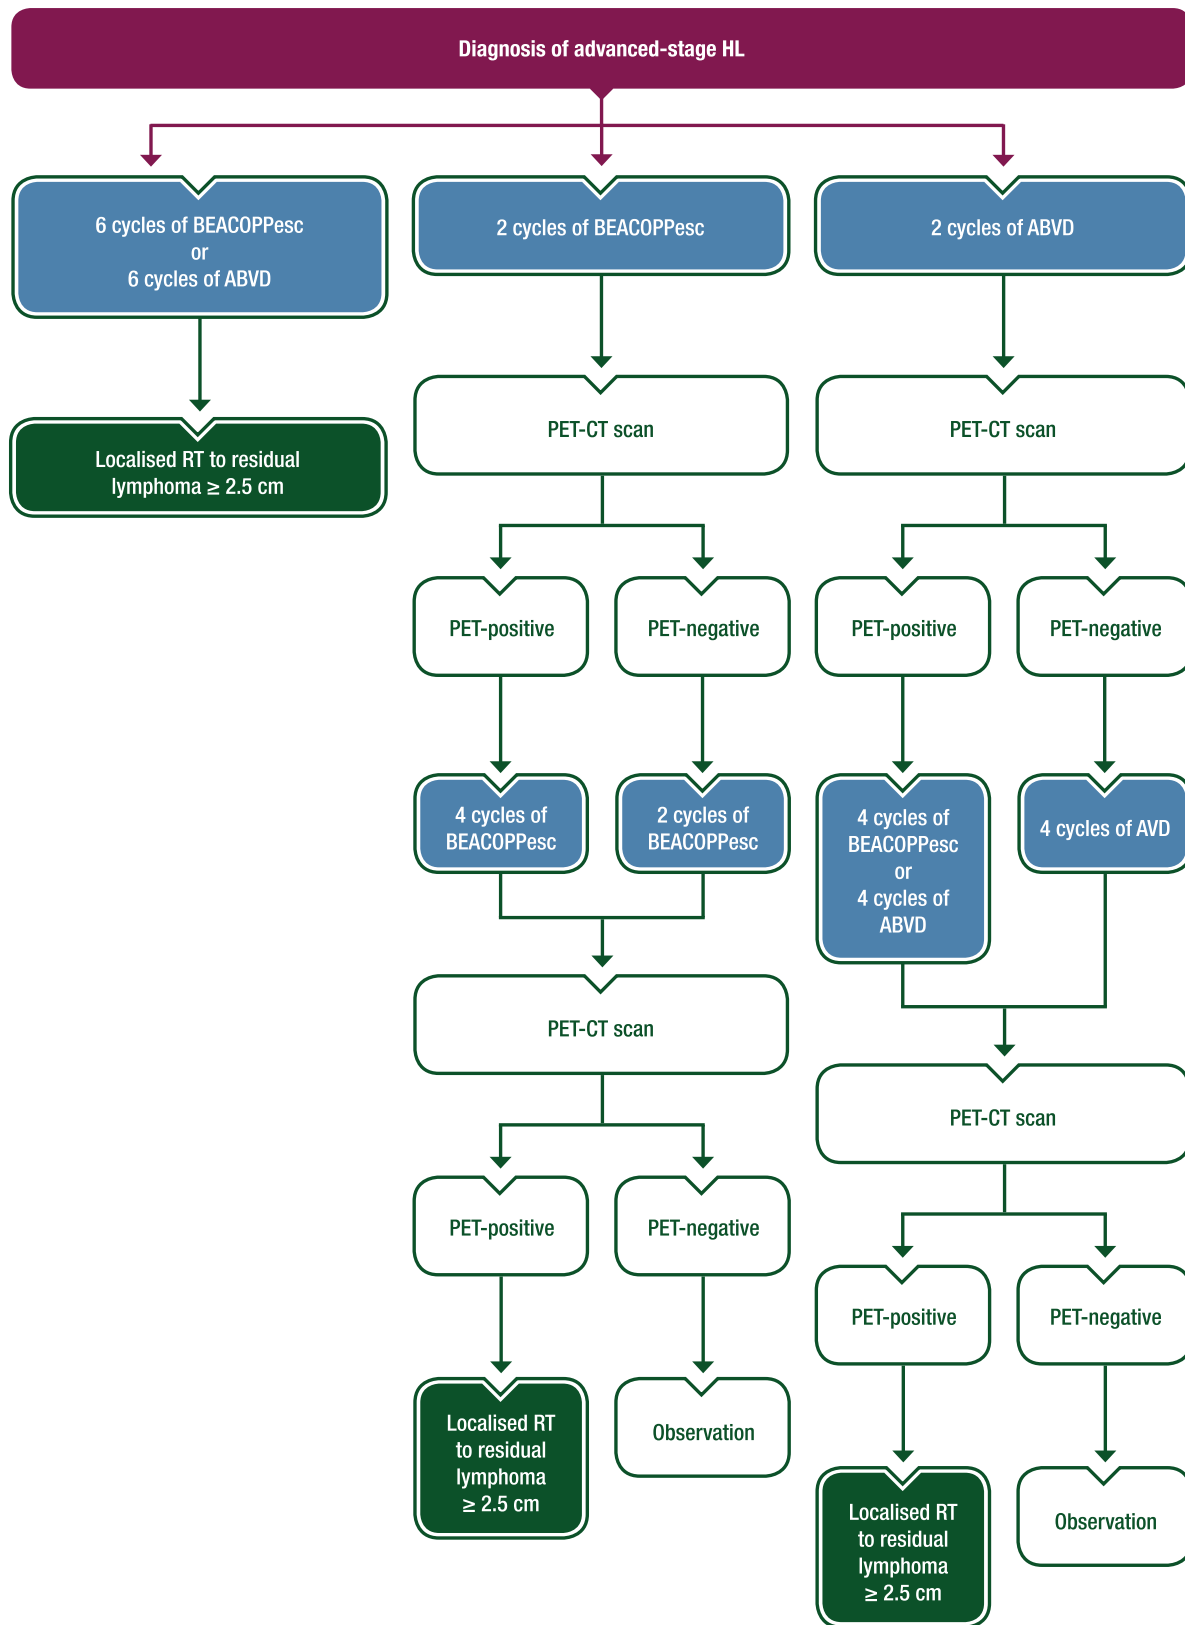 Diagnosis of advanced-stage HL
6 cycles of BEACOPPesc
or
6 cycles of ABVD
Localised RT to residual
lymphoma ≥ 2.5 cm
2 cycles of BEACOPPesc
PET-CT scan
PET-positive
PET-negative
4 cycles of
BEACOPPesc
2 cycles of
BEACOPPesc
PET-CT scan
PET-positive
PET-negative
Localised RT
to residual
lymphoma
≥ 2.5 cm
Observation
2 cycles of ABVD
PET-CT scan
PET-positive
PET-negative
4 cycles of
BEACOPPesc
or
4 cycles of
ABVD
4 cycles of AVD
PET-CT scan
PET-positive
PET-negative
Localised RT
to residual
lymphoma
≥ 2.5 cm
Observation